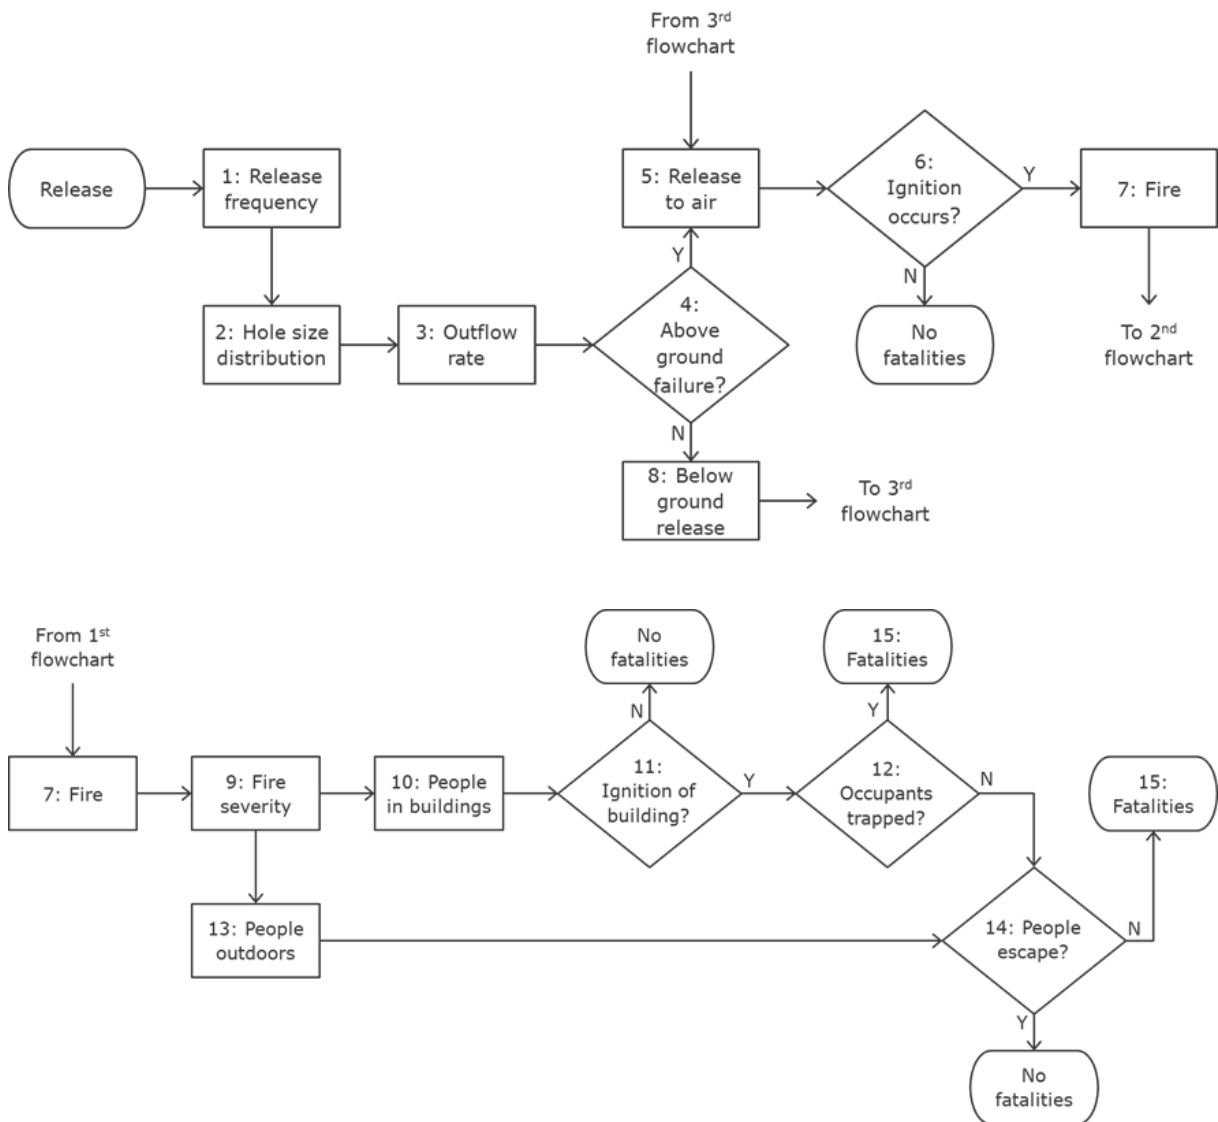 From 3rd
flowchart
Release
1: Release
frequency
5: Release
to air
6:
Ignition
occurs?
Y
7: Fire
Y
N
2: Hole size
distribution
3: Outflow
rate
4:
Above
ground
failure?
No
fatalities
To 2nd
flowchart
N
8: Below
ground
release
To 3rd
flowchart
From 1st
flowchart
No
fatalities
15:
Fatalities
N
Y
7: Fire
9: Fire
severity
10: People
in buildings
11:
Ignition of
building?
Y
12:
Occupants
trapped?
N
15:
Fatalities
13: People
outdoors
14: People
escape?
N
Y
No
fatalities